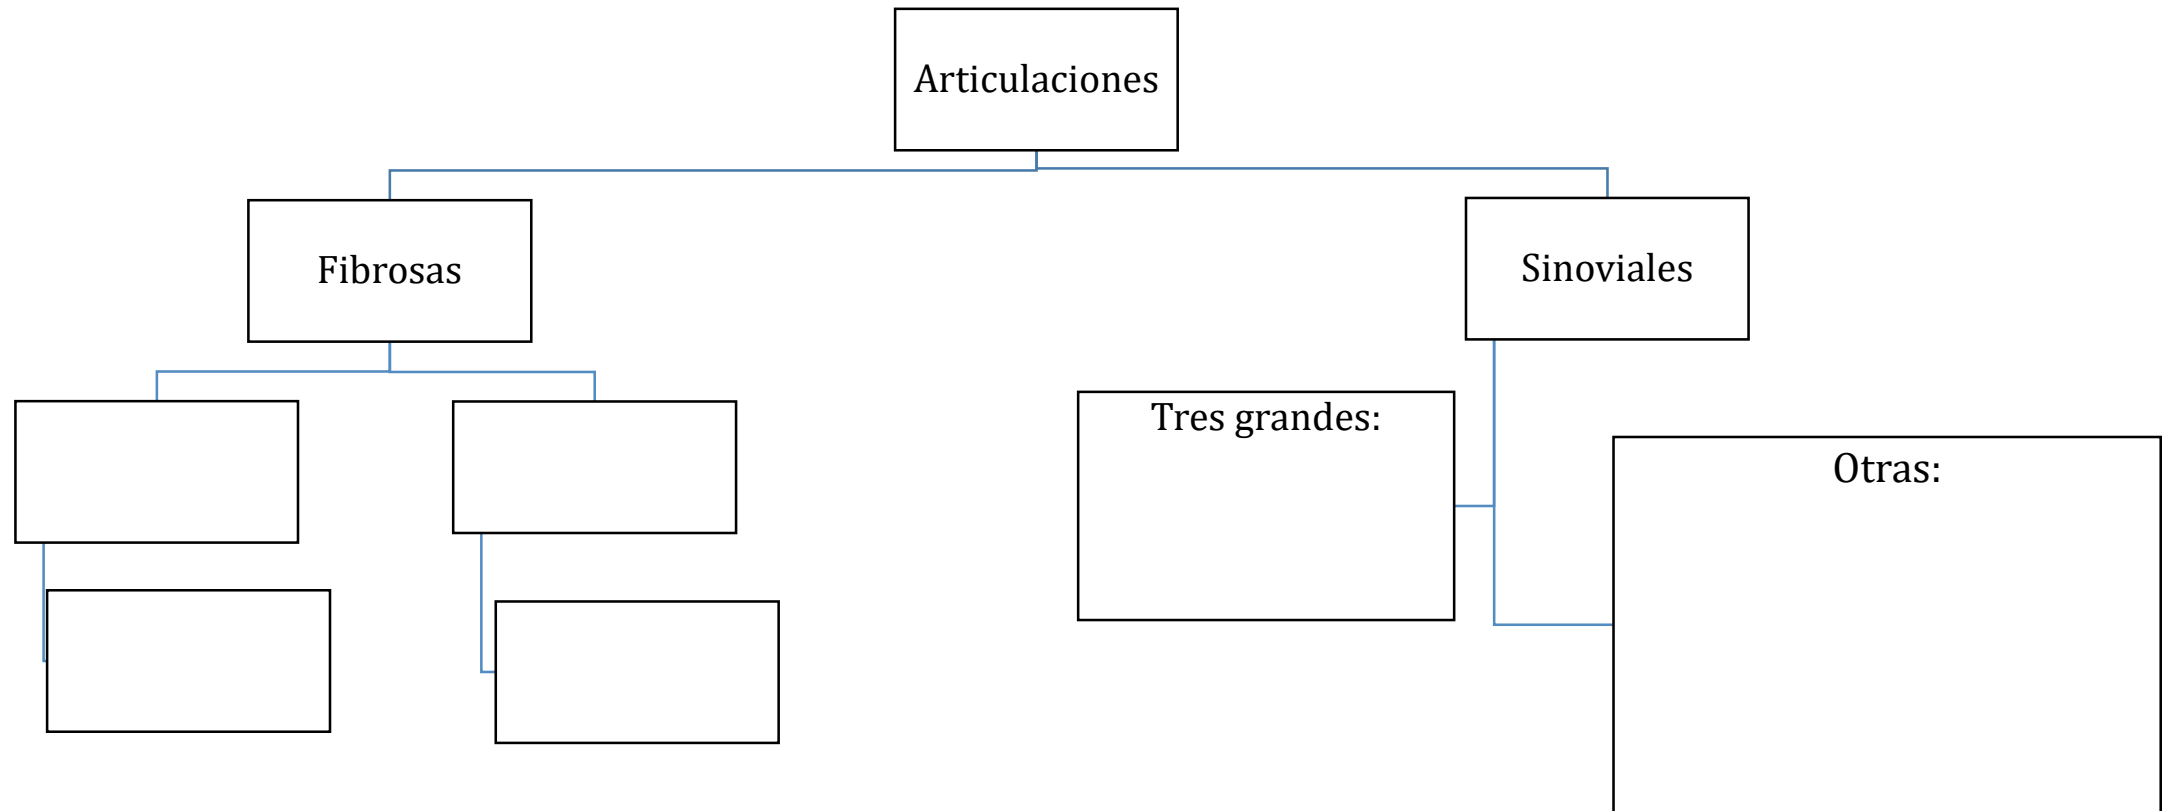 Articulaciones
Fibrosas
Sinoviales
Tres grandes:
Otras: